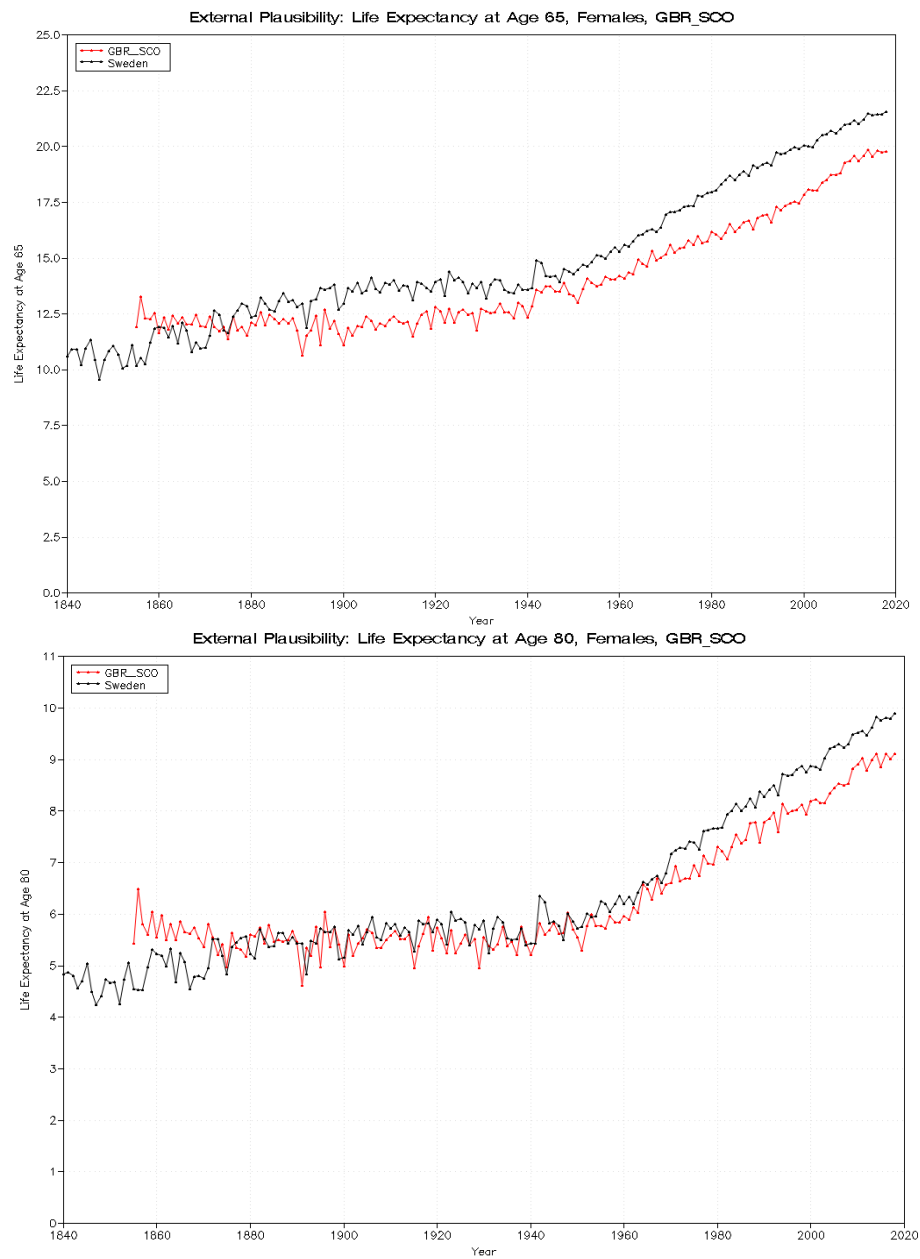 External Plausibility: Life Expectancy at Age 65, Females, GBR_SCO
25.0
GBR_SCO
Sweden
22.5
20.0
17.5
15.0
12.5
10.0
7.5
5.0
2.5
0.0
Life Expectancy at Age 65
1840 1860 1880 1900 1920 1940 1960 1980 2000 2020
Year
External Plausibility: Life Expectancy at Age 80, Females, GBR_SCO
11
GBR_SCO
Sweden
10
9
8
7
6
5
4
3
2
1
0
Life Expectancy at Age 80
1840 1860 1880 1900 1920 1940 1960 1980 2000 2020
Year